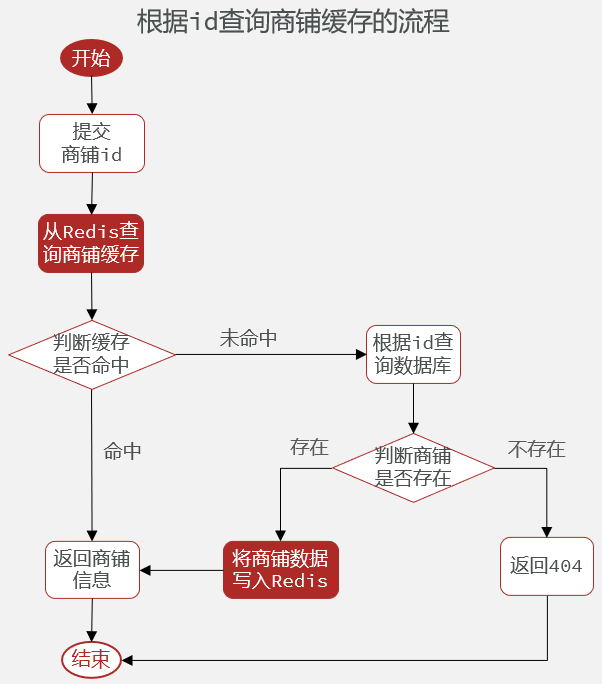 根据id查询商铺缓存的流程
开始
提交
商铺id
从Redis查
询商铺缓存
判断缓存
是否命中
未命中
根据id查
询数据库
命中
存在
判断商铺
是否存在
不存在
返回商铺
信息
将商铺数据
写入Redis
返回404
结束